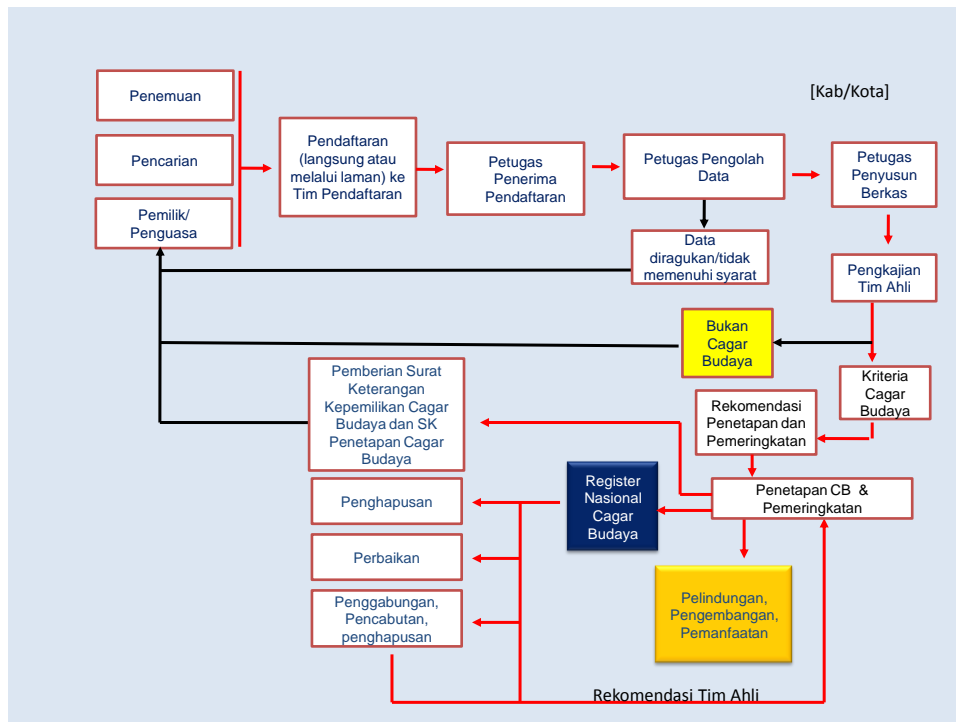 [Kab/Kota]
Penemuan
Pencarian
Pemilik/
Penguasa
Pendaftaran
(langsung atau
melalui laman) ke
Tim Pendaftaran
Petugas
Penerima
Pendaftaran
Petugas Pengolah
Data
Petugas
Penyusun
Berkas
Data
diragukan/tidak
memenuhi syarat
Pengkajian
Tim Ahli
Bukan
Cagar
Budaya
Kriteria
Cagar
Budaya
Rekomendasi
Penetapan dan
Pemeringkatan
Pemberian Surat
Keterangan
Kepemilikan Cagar
Budaya dan SK
Penetapan Cagar
Budaya
Penetapan CB &
Pemeringkatan
Register
Nasional
Cagar
Budaya
Penghapusan
Perbaikan
Penggabungan,
Pencabutan,
penghapusan
Pelindungan,
Pengembangan,
Pemanfaatan
Rekomendasi Tim Ahli